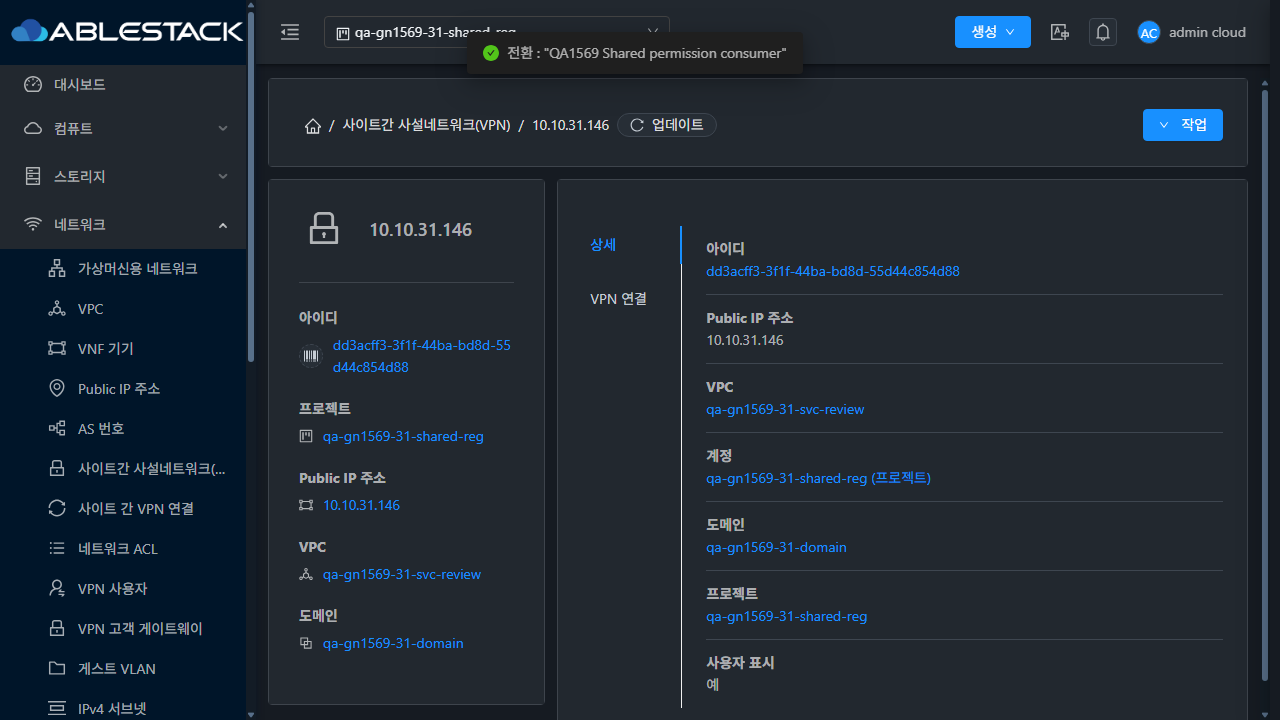 ABLESTACK
qa-gn1569-31-shared-reg
생성
AC
admin cloud
전환 : "QA1569 Shared permission consumer"
대시보드
컴퓨트
스토리지
네트워크
가상머신용 네트워크
VPC
VNF 기기
Public IP 주소
AS 번호
사이트간 사설네트워크(...
사이트 간 VPN 연결
네트워크 ACL
VPN 사용자
VPN 고객 게이트웨이
게스트 VLAN
IPv4 서브넷
/ 사이트간 사설네트워크(VPN) / 10.10.31.146
업데이트
작업
10.10.31.146
아이디
dd3acff3-3f1f-44ba-bd8d-55
d44c854d88
프로젝트
qa-gn1569-31-shared-reg
Public IP 주소
10.10.31.146
VPC
qa-gn1569-31-svc-review
도메인
qa-gn1569-31-domain
상세
VPN 연결
아이디
dd3acff3-3f1f-44ba-bd8d-55d44c854d88
Public IP 주소
10.10.31.146
VPC
qa-gn1569-31-svc-review
계정
qa-gn1569-31-shared-reg (프로젝트)
도메인
qa-gn1569-31-domain
프로젝트
qa-gn1569-31-shared-reg
사용자 표시
예